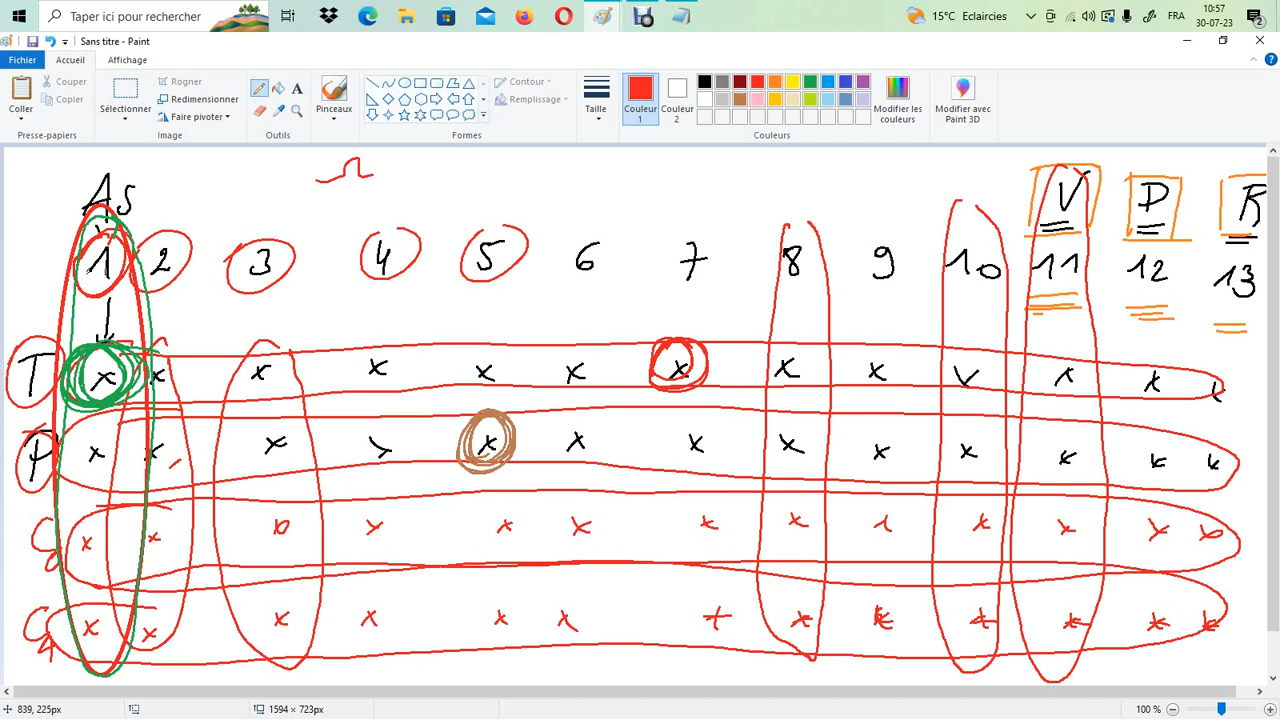 Taper ici pour rechercher
15°C Eclaircies
FRA
10:57
30-07-23
2
Sans titre - Paint
Fichier
Accueil
Affichage
Coller
Couper
Copier
Presse-papiers
Sélectionner
Rogner
Redimensionner
Faire pivoter
Image
A
Outils
Pinceaux
Contour
Remplissage
Formes
Taille
Couleur 1
Couleur 2
Couleurs
Modifier les couleurs
Modifier avec Paint 3D
Ω
As V D R
1 2 3 4 5 6 7 8 9 10 11 12 13
T x x x x x x x x x v x x
P x x x x x x x x x x x x
C x x x x x x x x x x
C x x x x x x + x x x x x x
839, 225px
1594 × 723px
100 %